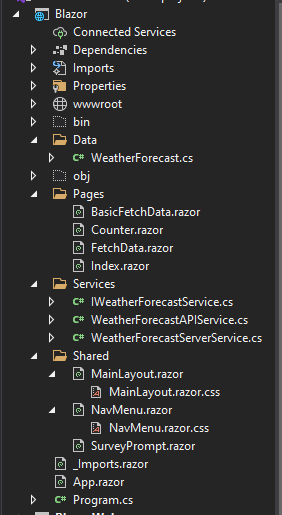 Blazor
Connected Services
Dependencies
Imports
Properties
wwwroot
bin
Data
C# WeatherForecast.cs
obj
Pages
BasicFetchData.razor
Counter.razor
FetchData.razor
Index.razor
Services
C# IWeatherForecastService.cs
C# WeatherForecastAPIService.cs
C# WeatherForecastServerService.cs
Shared
MainLayout.razor
MainLayout.razor.css
NavMenu.razor
NavMenu.razor.css
SurveyPrompt.razor
_Imports.razor
App.razor
C# Program.cs